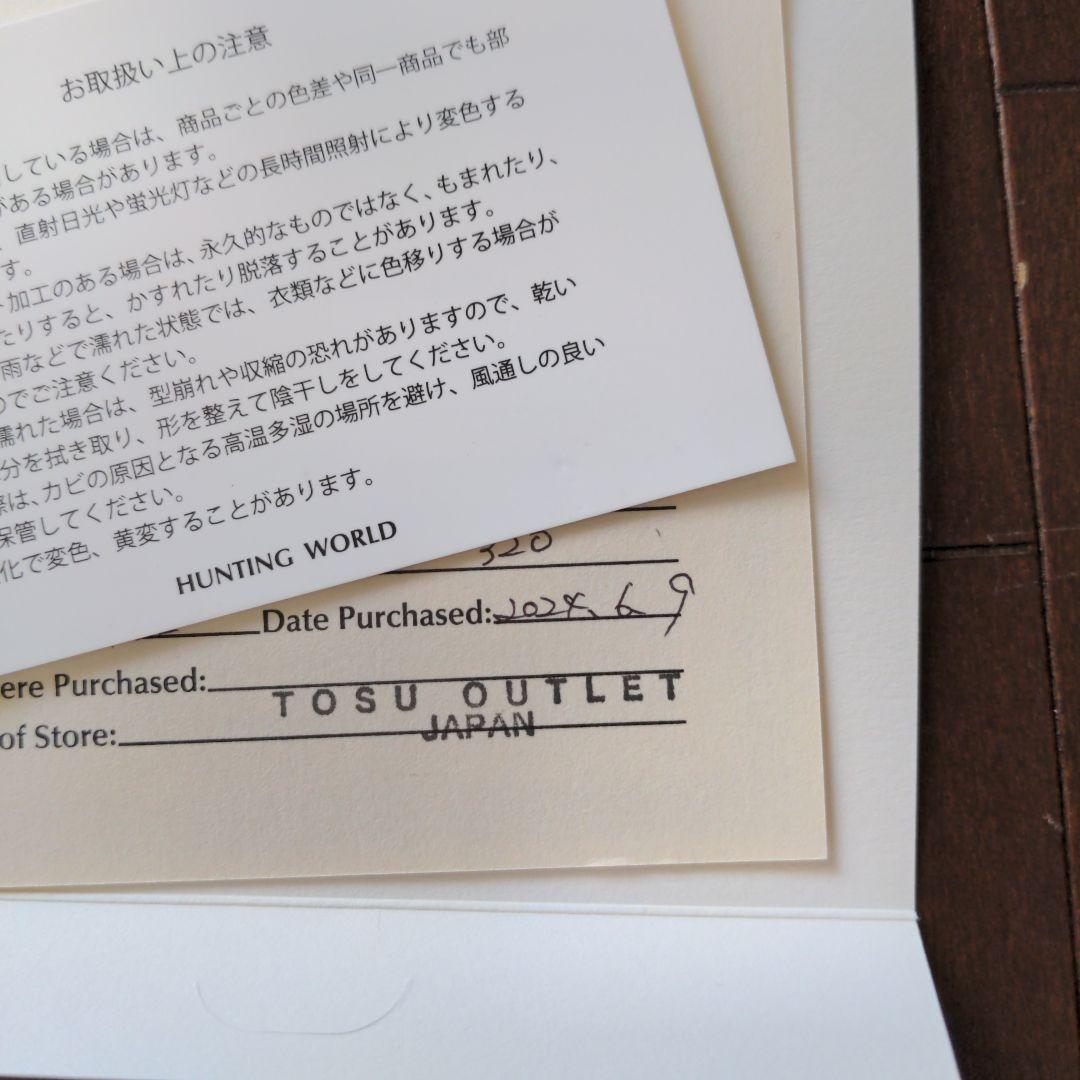 お取扱い上の注意
している場合は、商品ごとの色差や同一商品でも部
がある場合があります。
、直射日光や蛍光灯などの長時間照射により変色する
す。
加工のある場合は、永久的なものではなく、もまれたり、
たりすると、かすれたり脱落することがあります。
雨などで濡れた状態では、衣類などに色移りする場合が
のでご注意ください。
濡れた場合は、型崩れや収縮の恐れがありますので、乾い
分を拭き取り、形を整えて陰干しをしてください。
際は、カビの原因となる高温多湿の場所を避け、風通しの良い
保管してください。
化で変色、黄変することがあります。
HUNTING WORLD
320
Date Purchased: 2024. 6. 9
ere Purchased:
TOSU OUTLET
of Store:
JAPAN